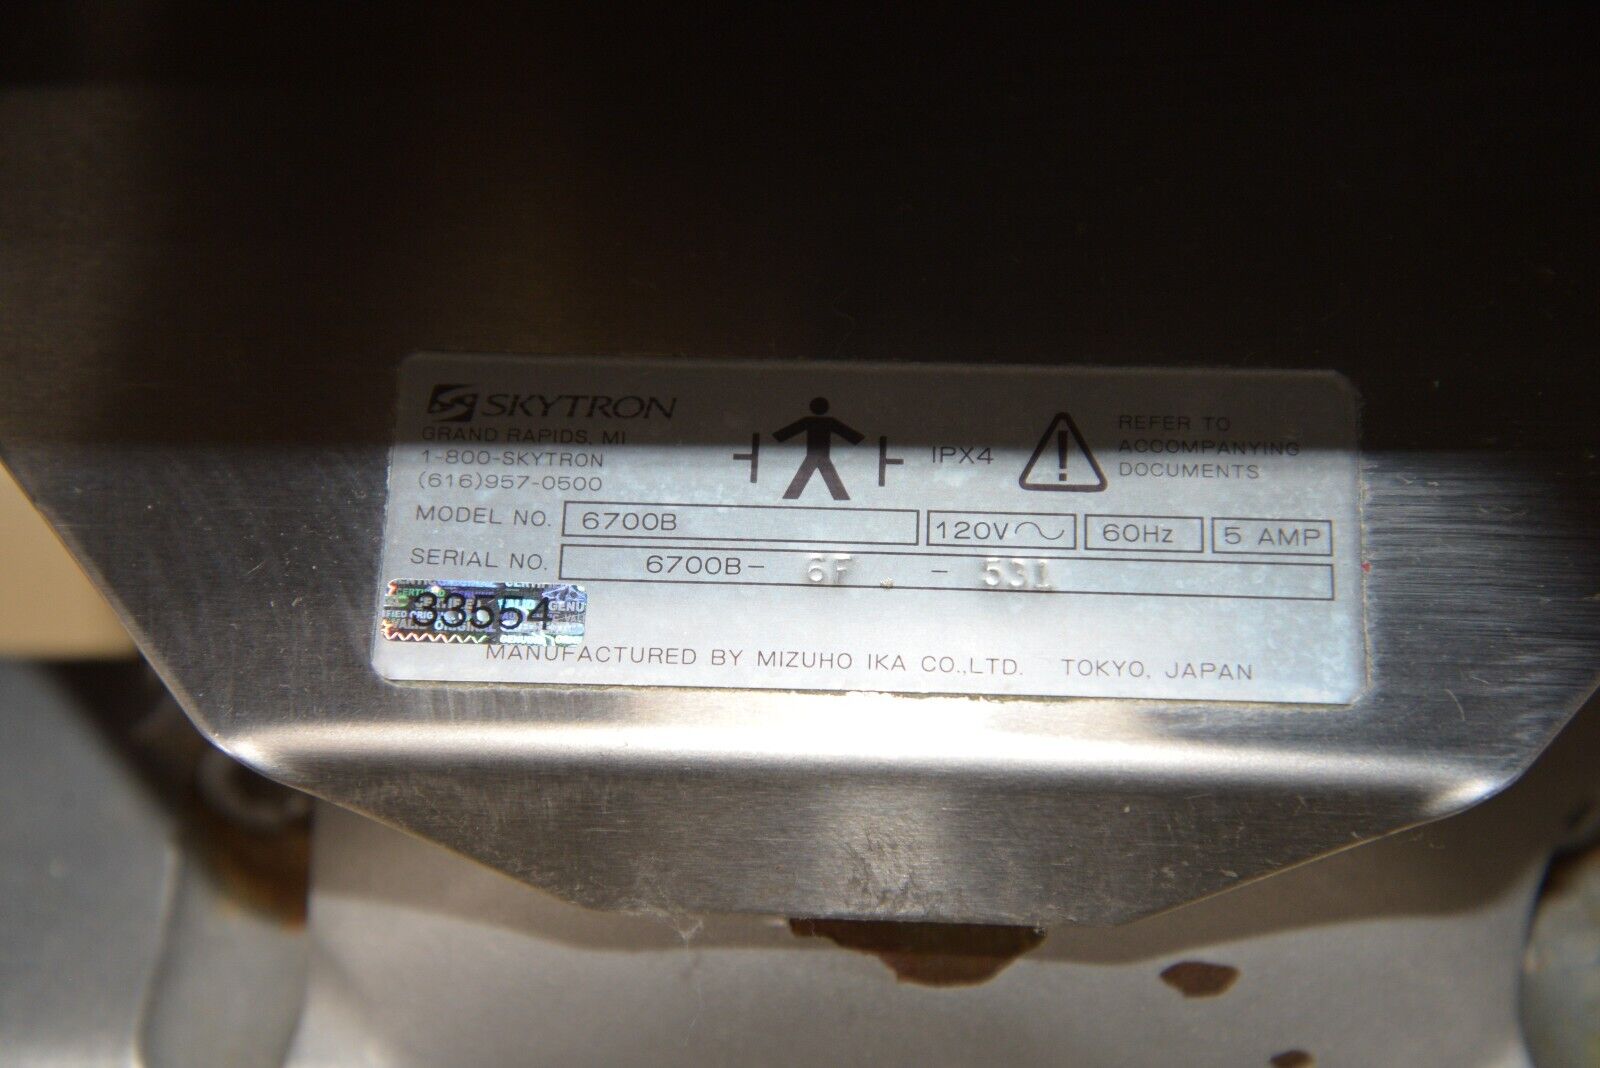 SKYTRON
GRAND RAPIDS, MI
1-800-SKYTRON
(616)957-0500
IPX4
REFER TO
ACCOMPANYING
DOCUMENTS
MODEL NO. 6700B 120V 60Hz 5 AMP
SERIAL NO. 6700B- 6F - 531
33554
MANUFACTURED BY MIZUHO IKA CO.,LTD. TOKYO, JAPAN